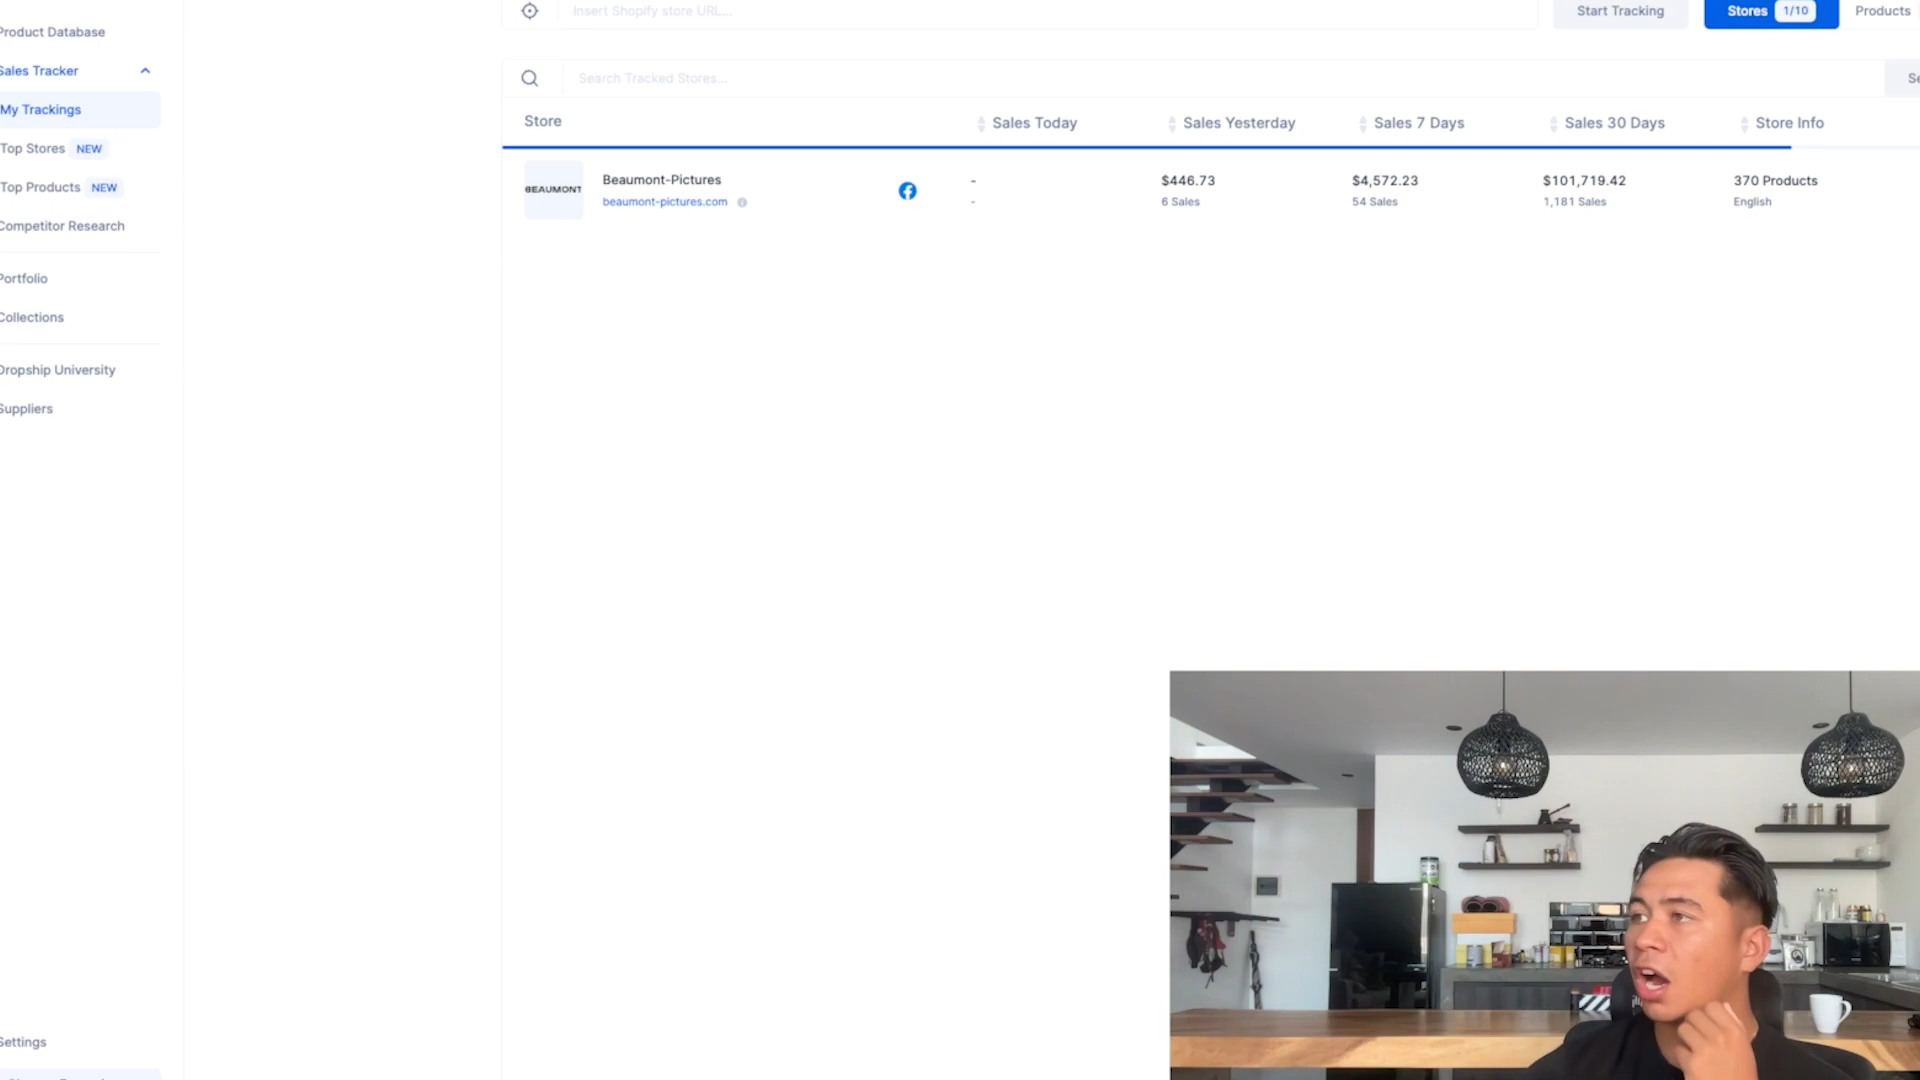 Product Database
Sales Tracker
My Trackings
Top Stores NEW
Top Products NEW
Competitor Research
Portfolio
Collections
Dropship University
Suppliers
Settings
Insert Shopify store URL...
Start Tracking
Stores 1/10
Products
Search Tracked Stores...
Se
Store
Sales Today
Sales Yesterday
Sales 7 Days
Sales 30 Days
Store Info
BEAUMONT
Beaumont-Pictures
beaumont-pictures.com
-
-
$446.73
6 Sales
$4,572.23
54 Sales
$101,719.42
1,181 Sales
370 Products
English